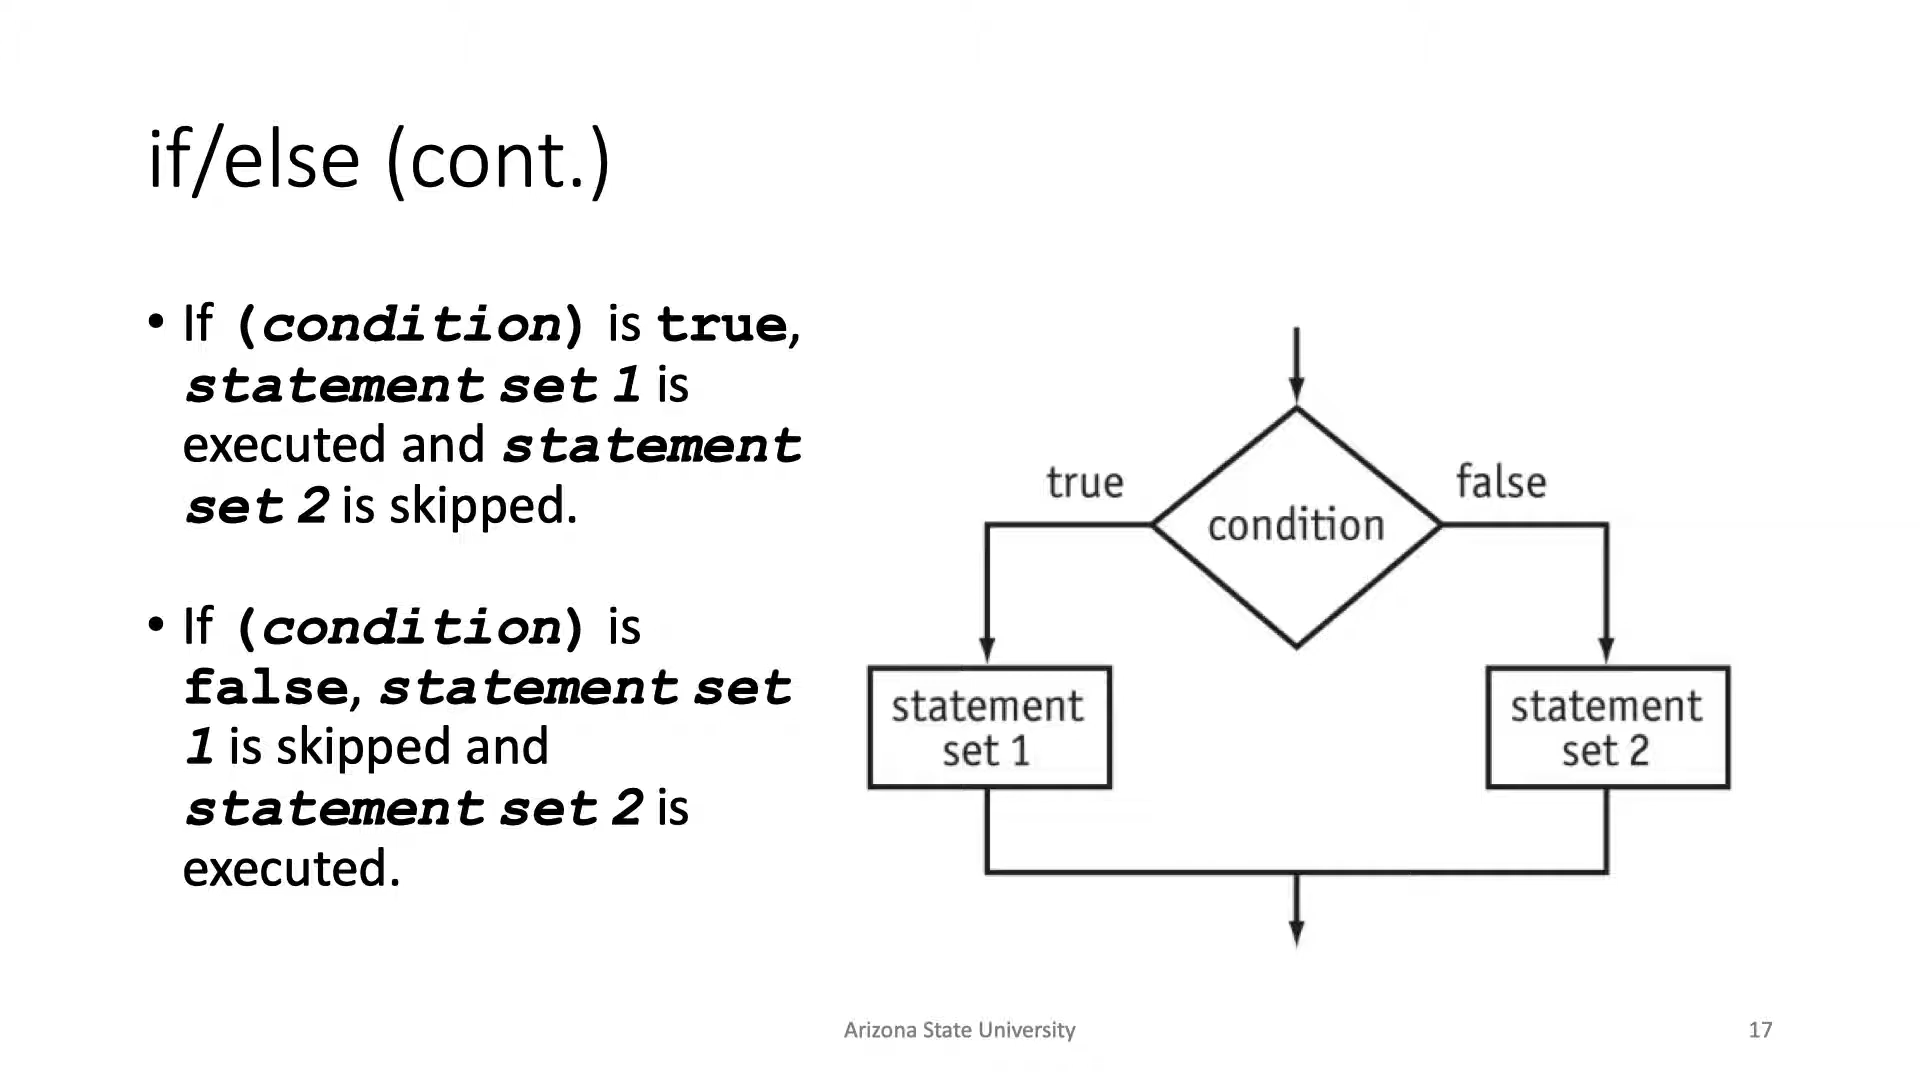 if/else (cont.)
• If (condition) is true,
statement set 1 is
executed and statement
set 2 is skipped.
• If (condition) is
false, statement set
1 is skipped and
statement set 2 is
executed.
true
false
condition
statement
set 1
statement
set 2
Arizona State University
17